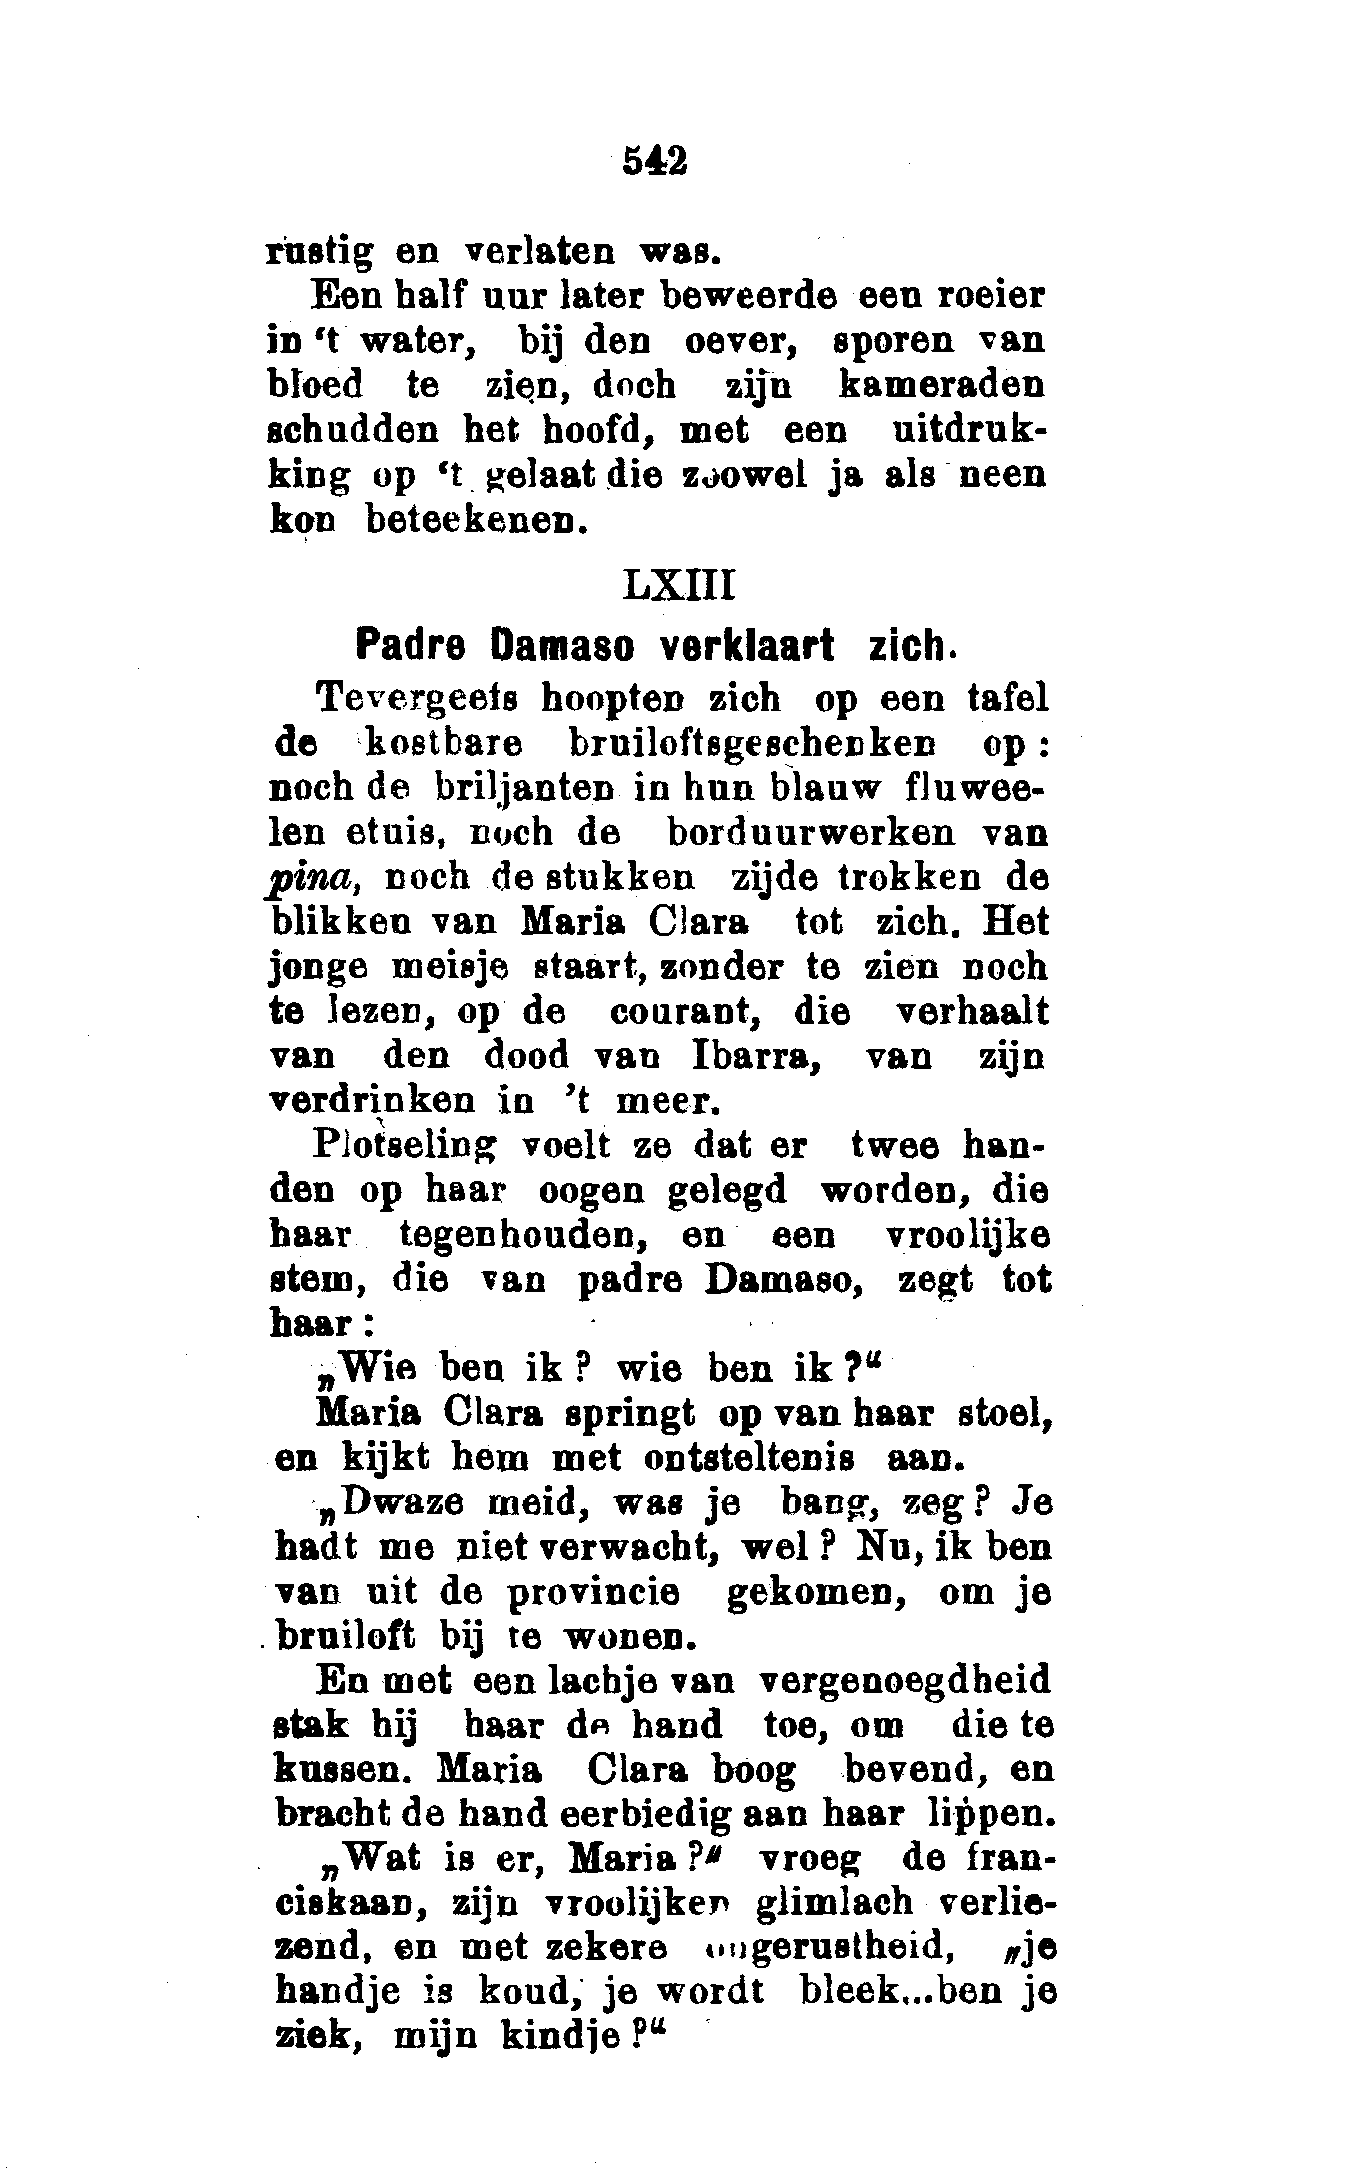 542
rustig en verlaten was.
Een half uur later beweerde een roeier
in ‘t water, bij den oever, sporen van
bloed te zien, doch zijn kameraden
schudden het hoofd, met een uitdruk-
king op ‘t gelaat die zoowel ja als neen
kon beteekenen.
LXIII
Padre Damaso verklaart zich.
Tevergeefs hoopten zich op een tafel
de kostbare bruiloftsgeschenken op :
noch de briljanten in hun blauw fluwee-
len etuis, noch de borduurwerken van
pina, noch de stukken zijde trokken de
blikken van Maria Clara tot zich. Het
jonge meisje staart, zonder te zien noch
te lezen, op de courant, die verhaalt
van den dood van Ibarra, van zijn
verdrinken in ’t meer.
Plotseling voelt ze dat er twee han-
den op haar oogen gelegd worden, die
haar tegenhouden, en een vroolijke
stem, die van padre Damaso, zegt tot
haar :
„Wie ben ik ? wie ben ik ?“
Maria Clara springt op van haar stoel,
en kijkt hem met ontsteltenis aan.
„Dwaze meid, was je bang, zeg ? Je
hadt me niet verwacht, wel ? Nu, ik ben
van uit de provincie gekomen, om je
bruiloft bij te wonen.
En met een lachje van vergenoegdheid
stak hij haar de hand toe, om die te
kussen. Maria Clara boog bevend, en
bracht de hand eerbiedig aan haar lippen.
„Wat is er, Maria ?“ vroeg de fran-
ciskaan, zijn vroolijken glimlach verlie-
zend, en met zekere ongerustheid, „je
handje is koud, je wordt bleek...ben je
ziek, mijn kindje ?“